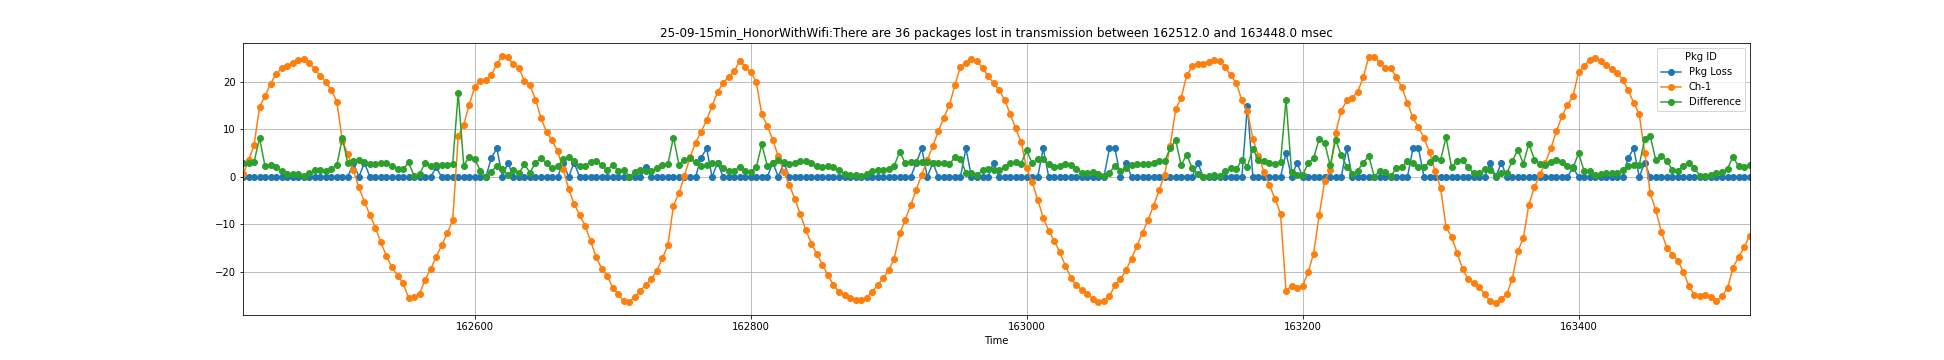 25-09-15min_HonorWithWifi:There are 36 packages lost in transmission between 162512.0 and 163448.0 msec
Pkg ID
Pkg Loss
Ch-1
Difference
20
10
0
−10
−20
162600 162800 163000 163200 163400
Time